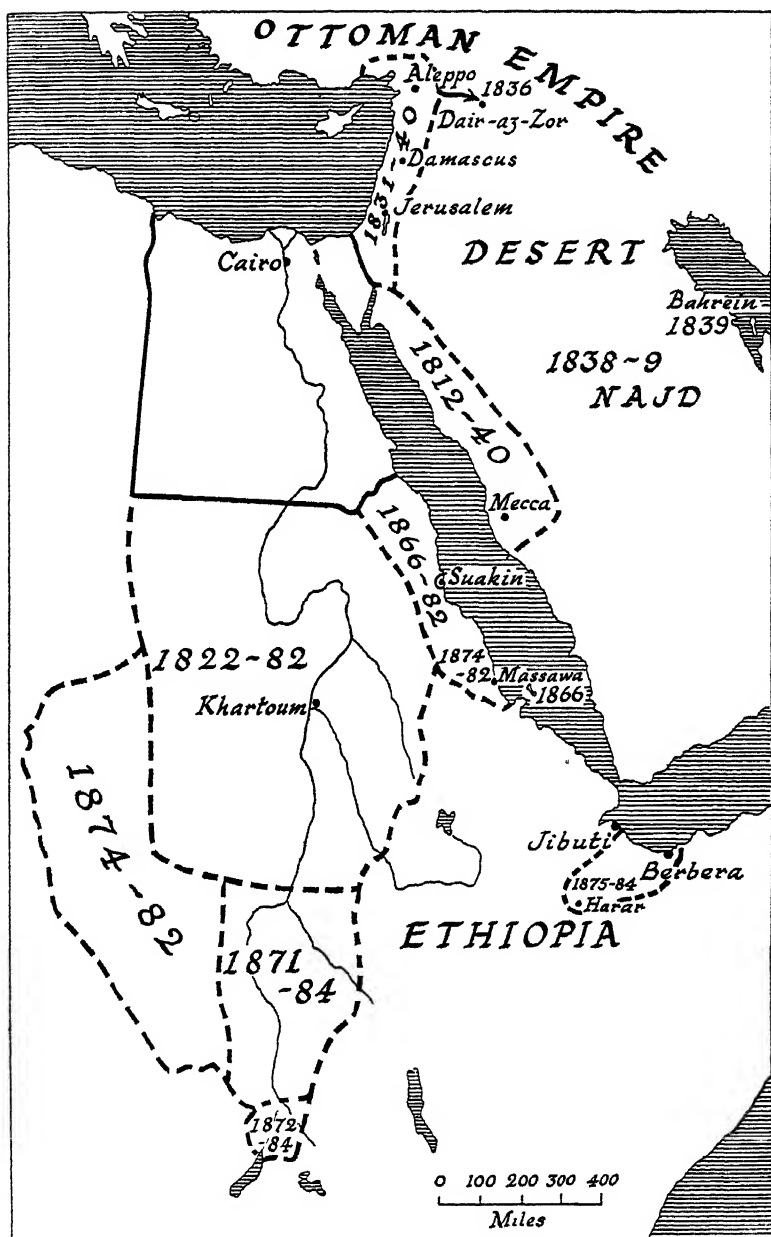 OTTOMAN EMPIRE
Aleppo
1836
Dair-az-Zor
Damascus
1831-40
Jerusalem
DESERT
Cairo
Bahrein
1839
1838~9
NAJD
1812-40
Mecca
1866-82
Suakin
1874
-82
Massawa
1866
1822-82
Khartoum
1874-82
Jibuti
Berbera
1875-84
Harar
ETHIOPIA
1871
-84
1872
-84
0 100 200 300 400
Miles